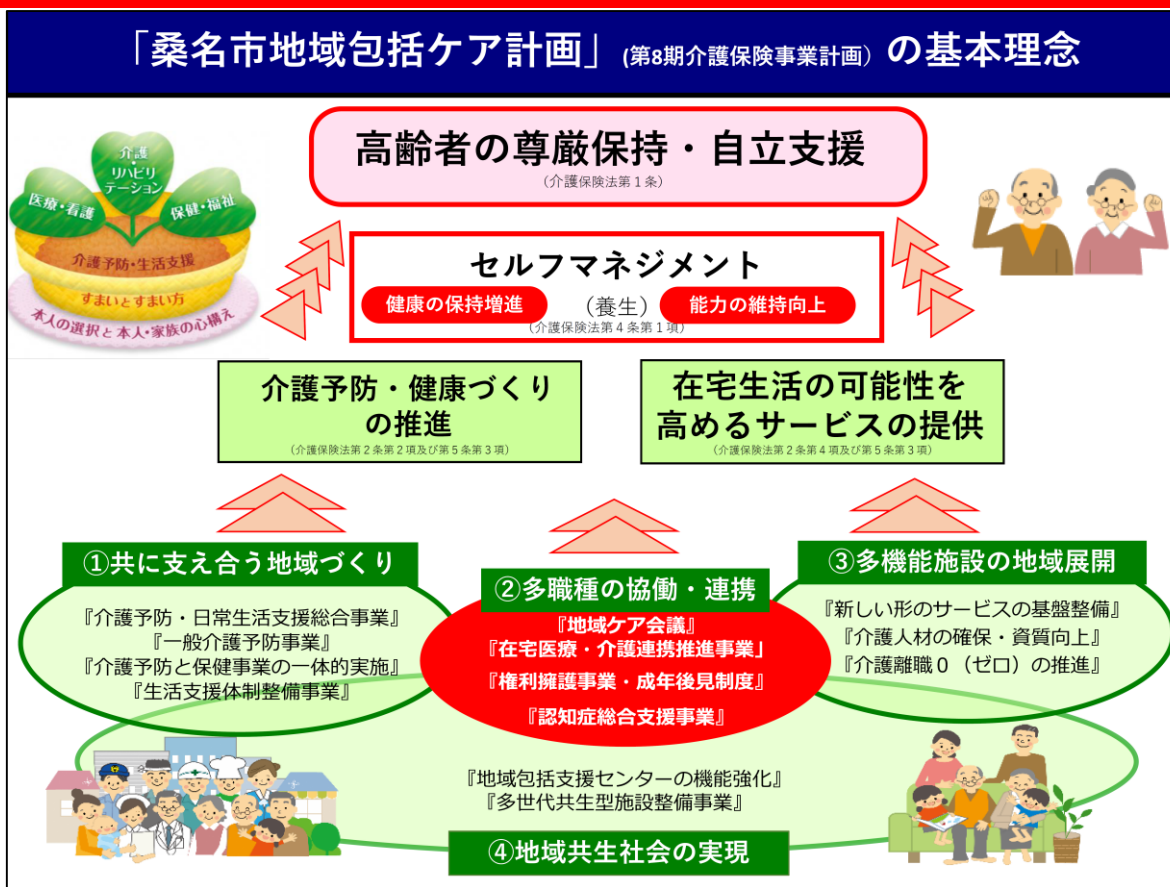 「桑名市地域包括ケア計画」(第8期介護保険事業計画)の基本理念
高齢者の尊厳保持・自立支援
(介護保険法第1条)
介護
・
リハビリ
テーション
医療・看護
保健・福祉
介護予防・生活支援
すまいとすまい方
本人の選択と本人・家族の心構え
セルフマネジメント
健康の保持増進
(養生)
能力の維持向上
(介護保険法第4条第1項)
介護予防・健康づくり
の推進
(介護保険法第2条第2項及び第5条第3項)
在宅生活の可能性を
高めるサービスの提供
(介護保険法第2条第4項及び第5条第3項)
①共に支え合う地域づくり
『介護予防・日常生活支援総合事業』
『一般介護予防事業』
『介護予防と保健事業の一体的実施』
『生活支援体制整備事業』
②多職種の協働・連携
『地域ケア会議』
『在宅医療・介護連携推進事業」
『権利擁護事業・成年後見制度』
『認知症総合支援事業』
③多機能施設の地域展開
『新しい形のサービスの基盤整備』
『介護人材の確保・資質向上』
『介護離職0(ゼロ)の推進』
『地域包括支援センターの機能強化』
『多世代共生型施設整備事業』
④地域共生社会の実現